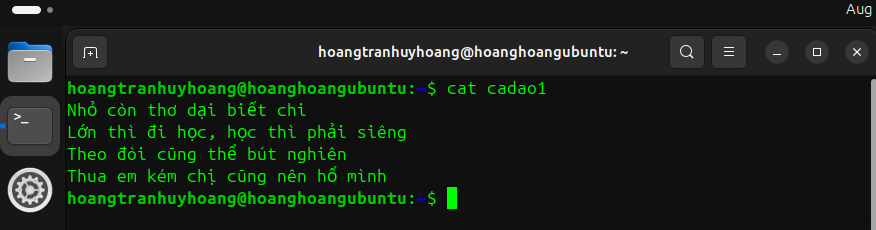 Aug
hoangtranhuyhoang@hoanghoangubuntu: ~
hoangtranhuyhoang@hoanghoangubuntu:~$ cat cadao1
Nhỏ còn thơ dại biết chi
Lớn thì đi học, học thì phải siêng
Theo đòi cũng thể bút nghiên
Thua em kém chị cũng nên hổ mình
hoangtranhuyhoang@hoanghoangubuntu:~$